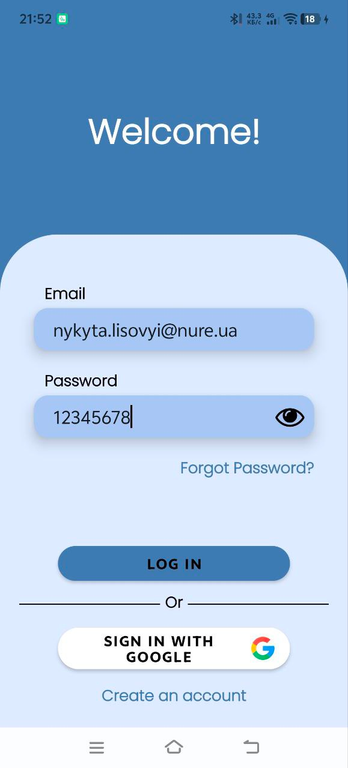 21:52
43.3 4G 18
KB/s
Welcome!
Email
nykyta.lisovyi@nure.ua
Password
12345678
Forgot Password?
LOG IN
Or
SIGN IN WITH
GOOGLE
Create an account